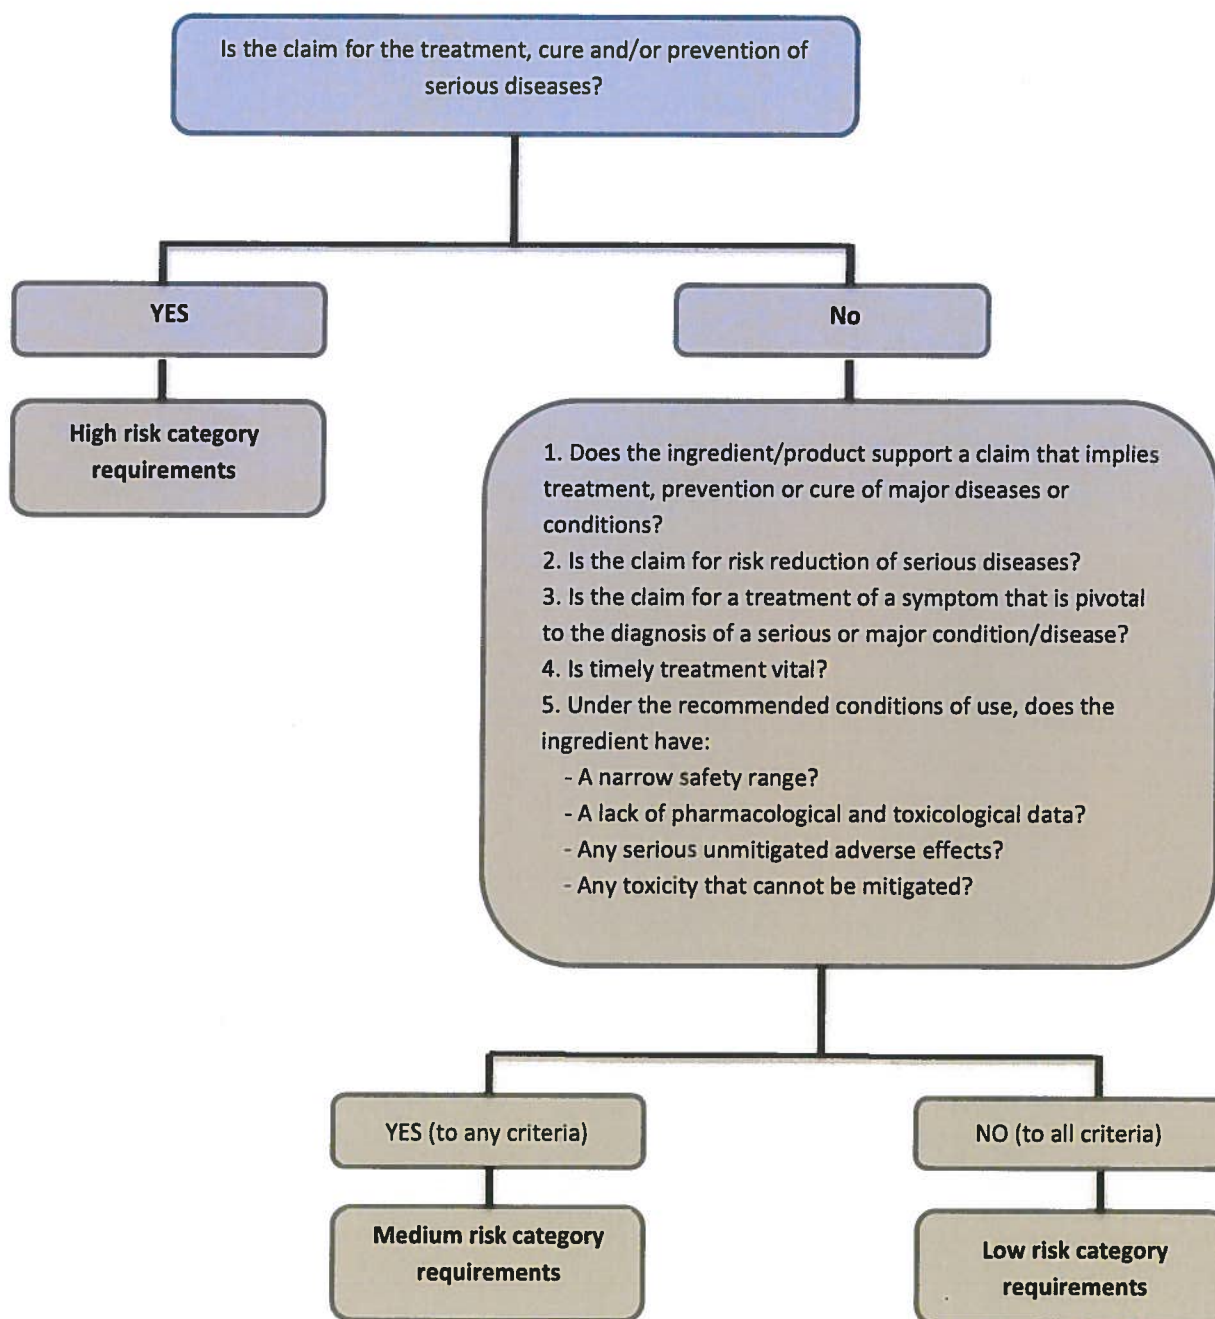 Is the claim for the treatment, cure and/or prevention of
serious diseases?
YES
No
High risk category
requirements
1. Does the ingredient/product support a claim that implies
treatment, prevention or cure of major diseases or
conditions?
2. Is the claim for risk reduction of serious diseases?
3. Is the claim for a treatment of a symptom that is pivotal
to the diagnosis of a serious or major condition/disease?
4. Is timely treatment vital?
5. Under the recommended conditions of use, does the
ingredient have:
- A narrow safety range?
- A lack of pharmacological and toxicological data?
- Any serious unmitigated adverse effects?
- Any toxicity that cannot be mitigated?
YES (to any criteria)
NO (to all criteria)
Medium risk category
requirements
Low risk category
requirements